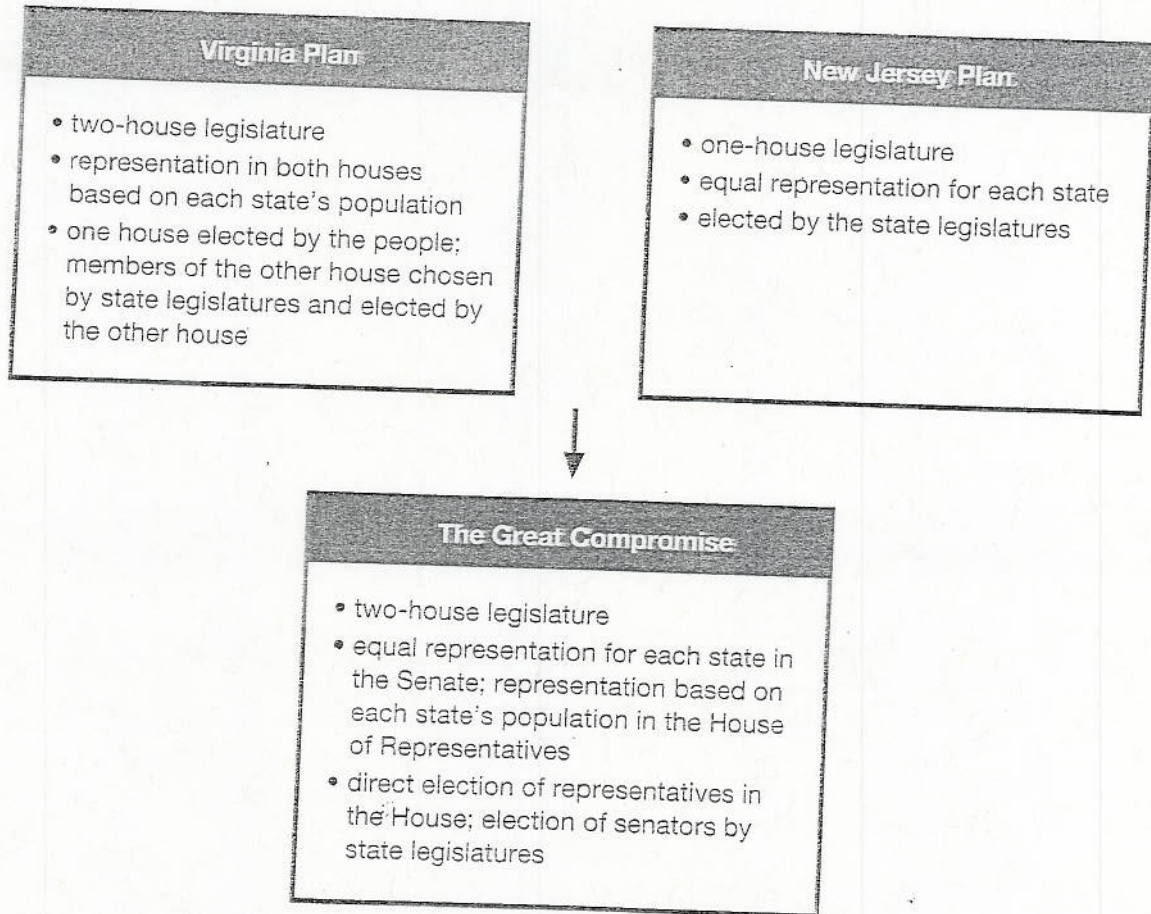 Virginia Plan
• two-house legislature
• representation in both houses
based on each state's population
• one house elected by the people;
members of the other house chosen
by state legislatures and elected by
the other house
New Jersey Plan
• one-house legislature
• equal representation for each state
• elected by the state legislatures
The Great Compromise
• two-house legislature
• equal representation for each state in
the Senate; representation based on
each state's population in the House
of Representatives
• direct election of representatives in
the House; election of senators by
state legislatures